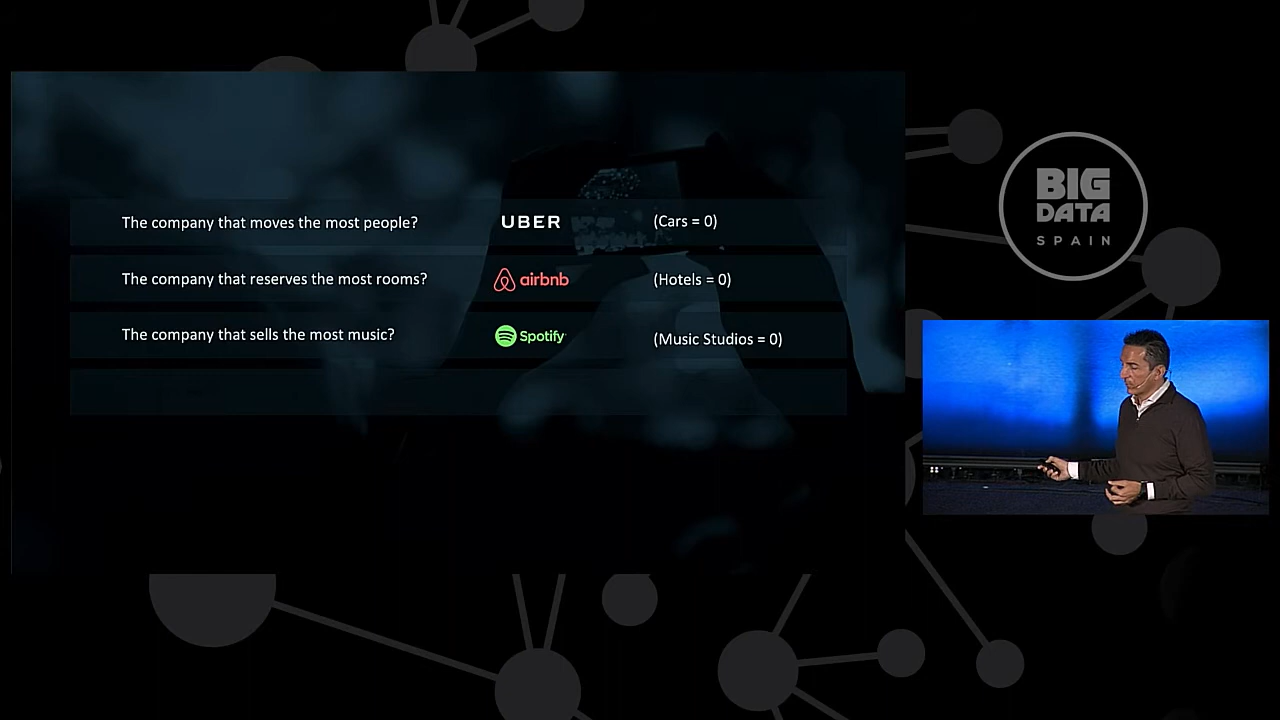 The company that moves the most people? UBER (Cars = 0)
The company that reserves the most rooms? airbnb (Hotels = 0)
The company that sells the most music? Spotify (Music Studios = 0)
BIG
DATA
SPAIN